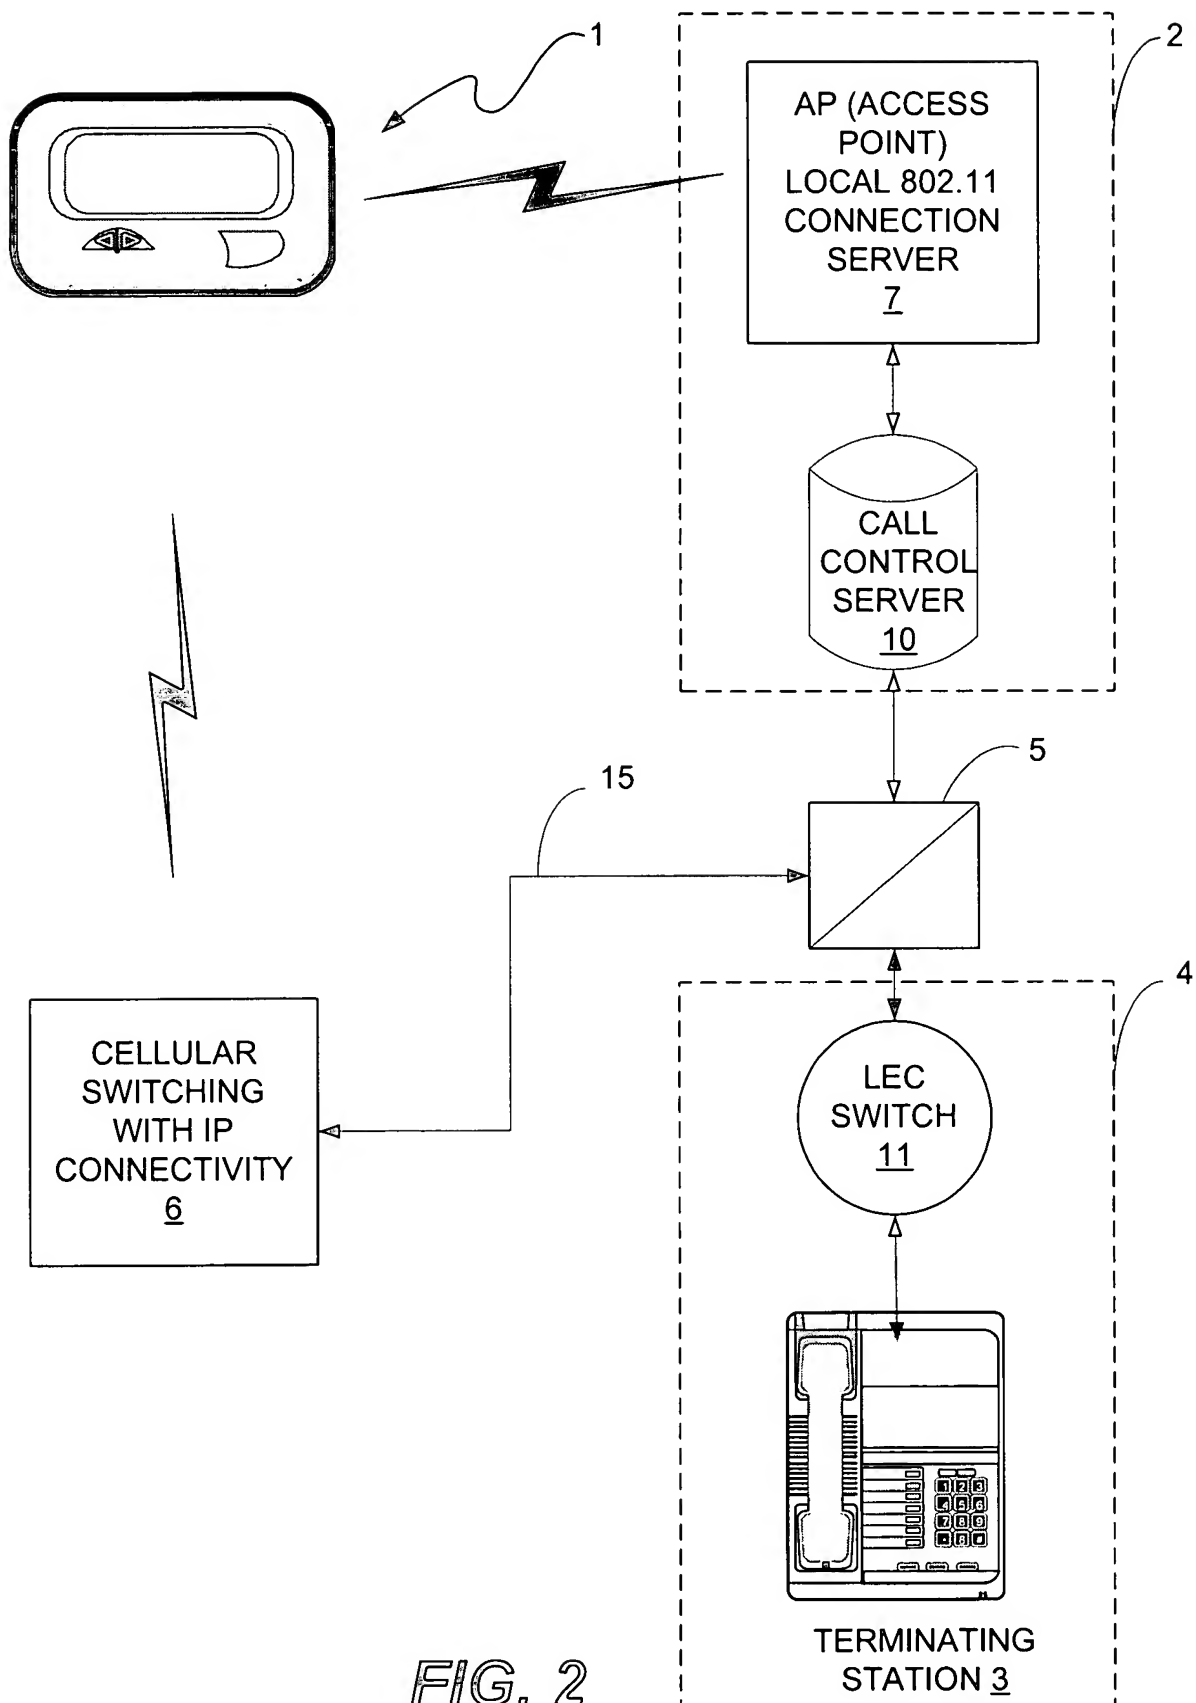 1
2
AP (ACCESS
POINT)
LOCAL 802.11
CONNECTION
SERVER
7
CALL
CONTROL
SERVER
10
5
15
4
CELLULAR
SWITCHING
WITH IP
CONNECTIVITY
6
LEC
SWITCH
11
1 2 3
4 5 6
7 8 9
TERMINATING
STATION 3
FIG. 2